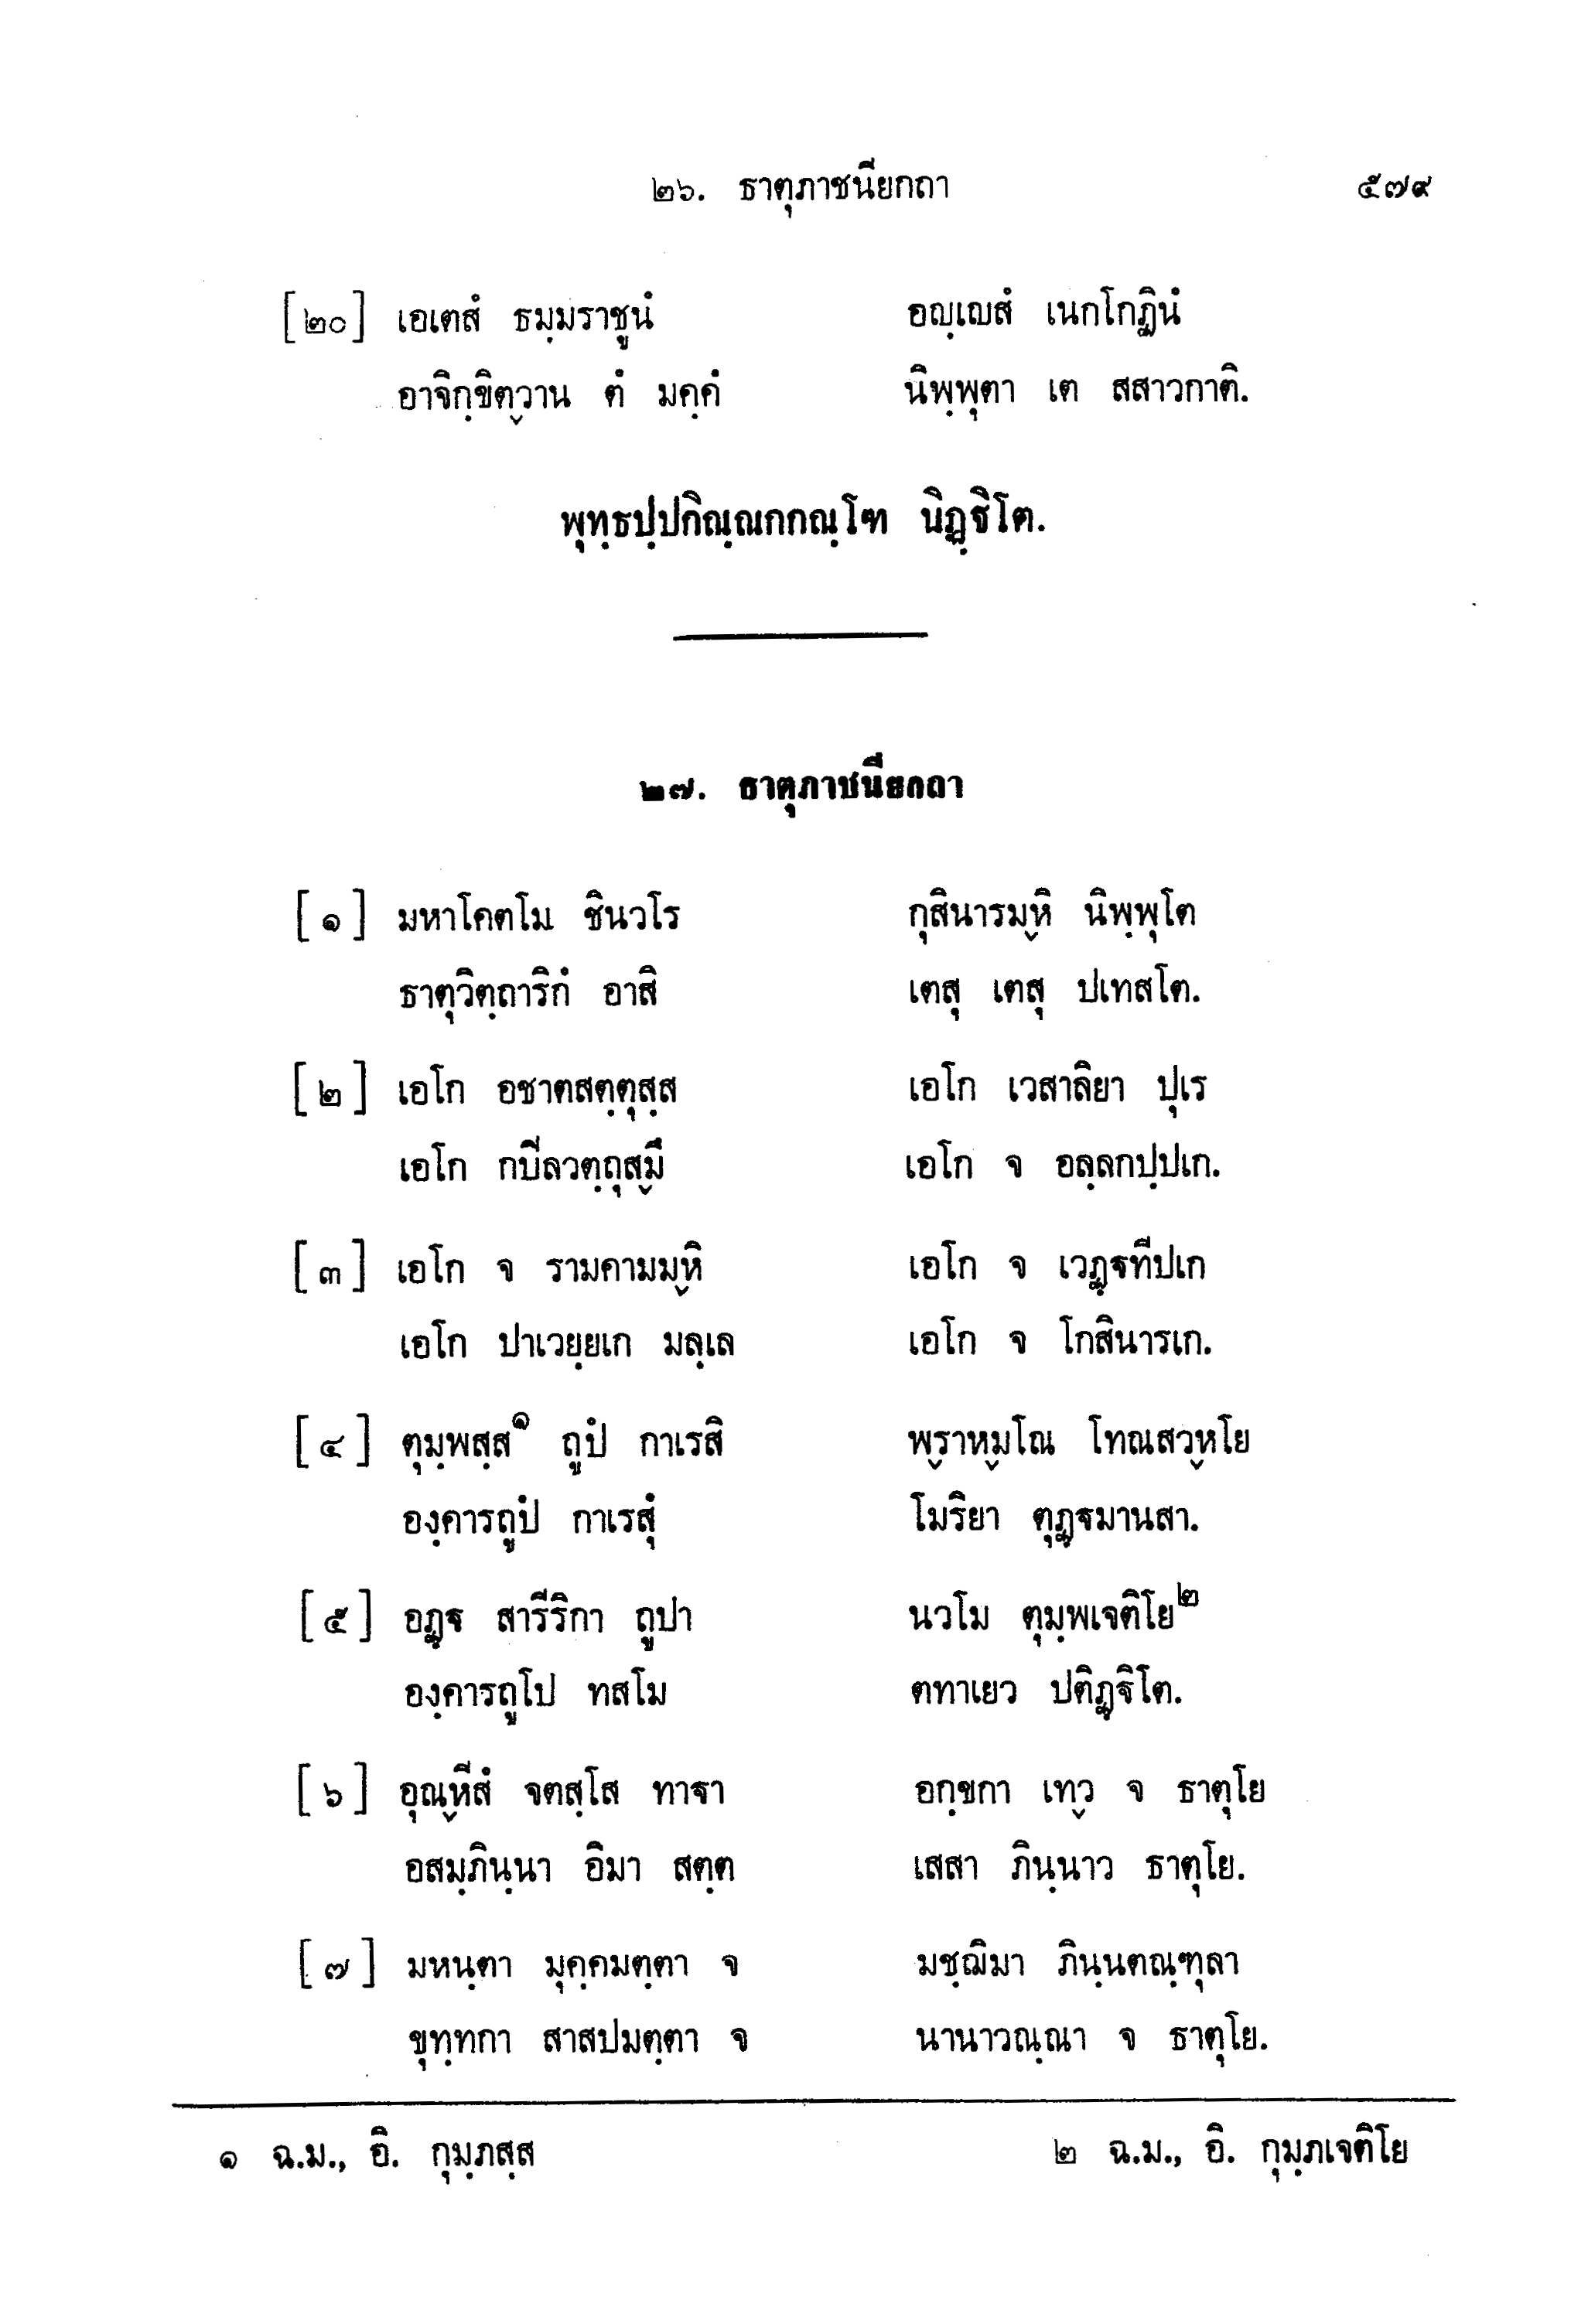 ๒๖. ธาตุภาชนียกถา ๕๗๙
[๒๐] เอเตสํ ธมฺมราชูนํ อญฺเญสํ เนกโกฏินํ
อาจิกฺขิตฺวาน ตํ มคฺคํ นิพฺพุตา เต สสาวกาติ.
พุทฺธปฺปกิณฺณกกณฺโฑ นิฏฺฐิโต.
๒๗. ธาตุภาชนียกถา
[๑] มหาโคตโม ชินวโร กุสินารมฺหิ นิพฺพุโต
ธาตุวิตฺถาริกํ อาสิ เตสุ เตสุ ปเทสโต.
[๒] เอโก อชาตสตฺตุสฺส เอโก เวสาลิยา ปุเร
เอโก กบีลวตฺถุสฺมึ เอโก จ อลฺลกปฺปเก.
[๓] เอโก จ รามคามมฺหิ เอโก จ เวฏฺฐทีปเก
เอโก ปาเวยฺยเก มลฺเล เอโก จ โกสินารเก.
[๔] ตุมฺพสฺส๑ ถูปํ กาเรสิ พฺราหฺมโณ โทณสวฺหโย
องฺคารถูปํ กาเรสุํ โมริยา ตุฏฺฐมานสา.
[๕] อฏฺฐ สารีริกา ถูปา นวโม ตุมฺพเจติโย๒
องฺคารถูโป ทสโม ตทาเยว ปติฏฺฐิโต.
[๖] อุณฺหีสํ จตสฺโส ทาฐา อกฺขกา เทฺว จ ธาตุโย
อสมฺภินฺนา อิมา สตฺต เสสา ภินฺนาว ธาตุโย.
[๗] มหนฺตา มุคฺคมตฺตา จ มชฺฌิมา ภินฺนตณฺฑุลา
ขุทฺทกา สาสปมตฺตา จ นานาวณฺณา จ ธาตุโย.
๑ ฉ.ม., อิ. กุมฺภสฺส ๒ ฉ.ม., อิ. กุมฺภเจติโย